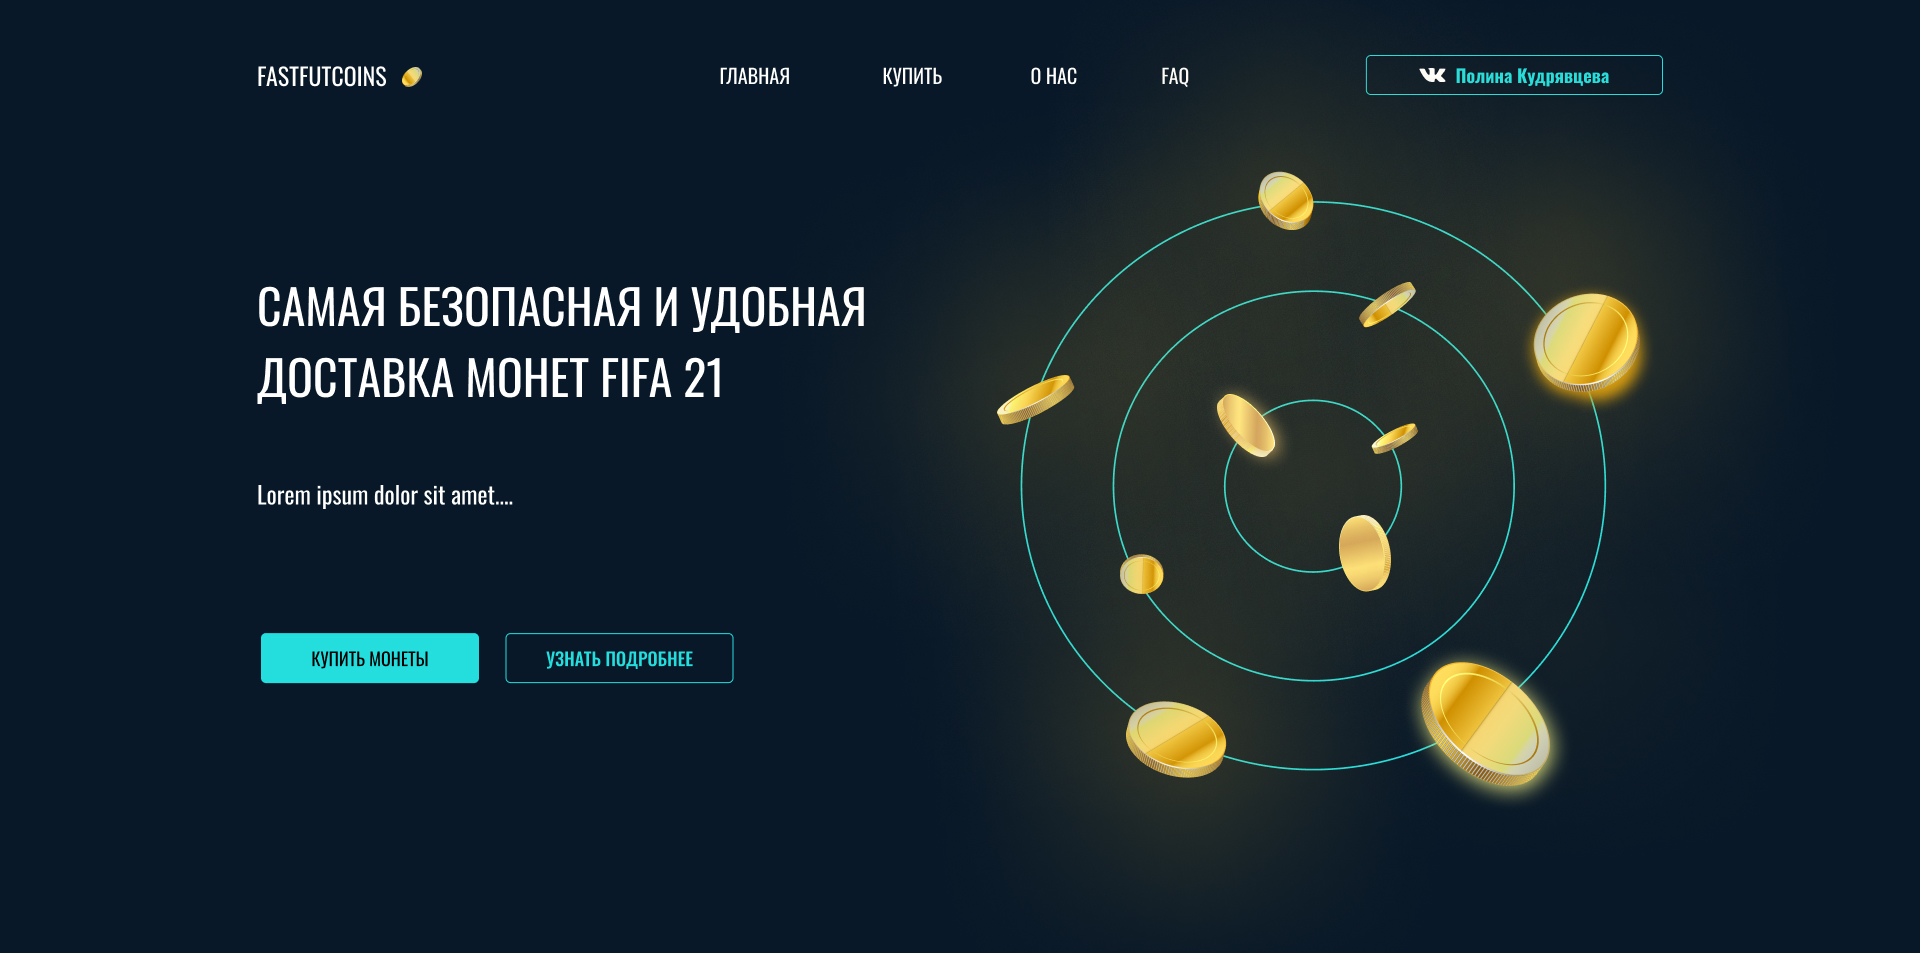 FASTFUTCOINS
ГЛАВНАЯ
КУПИТЬ
О НАС
FAQ
Полина Кудрявцева
САМАЯ БЕЗОПАСНАЯ И УДОБНАЯ
ДОСТАВКА МОНЕТ FIFA 21
Lorem ipsum dolor sit amet....
КУПИТЬ МОНЕТЫ
УЗНАТЬ ПОДРОБНЕЕ